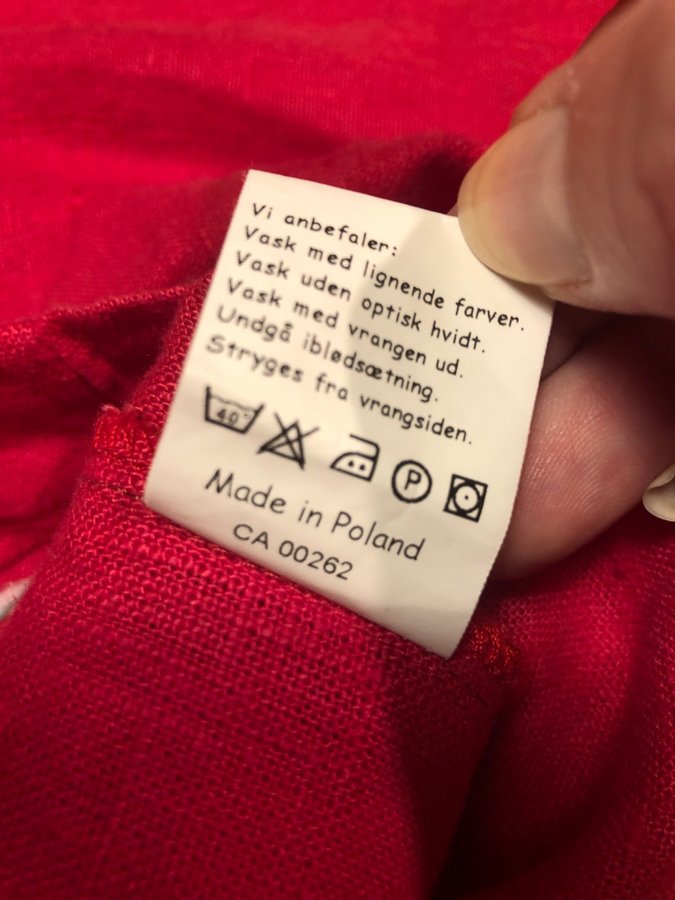 Vi anbefaler:
Vask med lignende farver.
Vask uden optisk hvidt.
Vask med vrangen ud.
Undgå iblødsætning.
Stryges fra vrangsiden.
40 P
Made in Poland
CA 00262